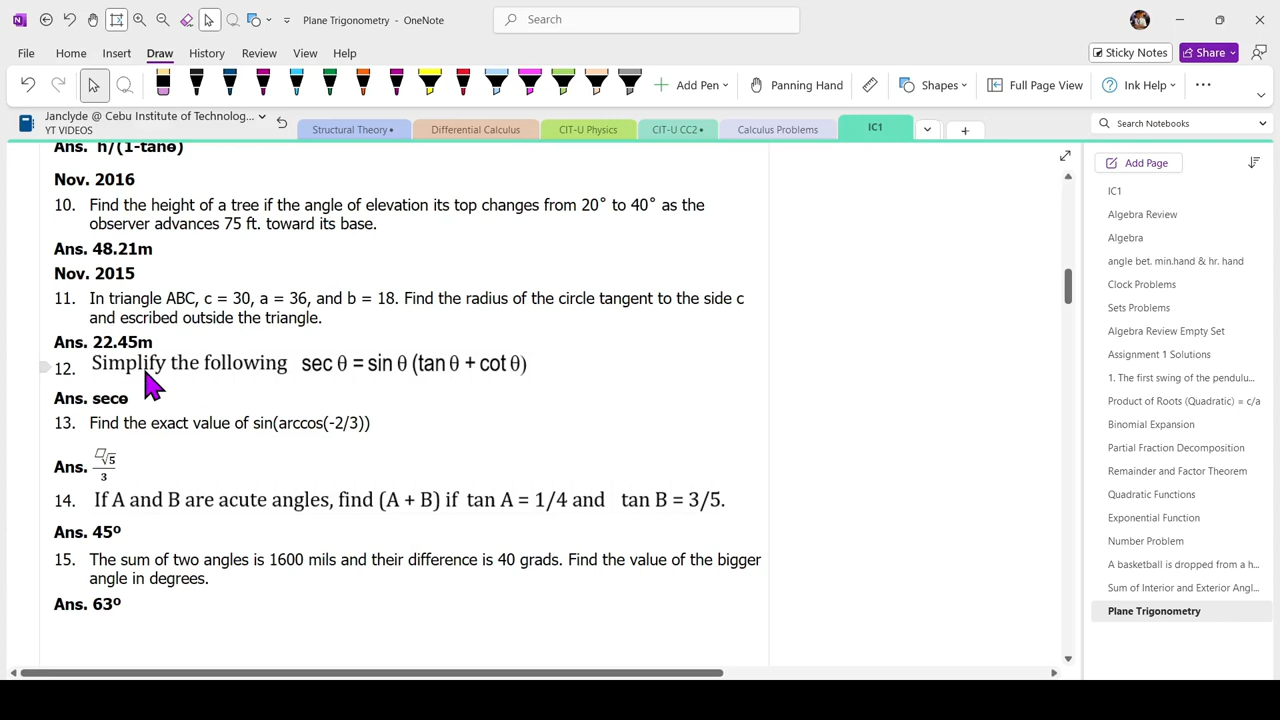 Plane Trigonometry - OneNote
Search
File Home Insert Draw History Review View Help
Sticky Notes Share
Add Pen Panning Hand Shapes Full Page View Ink Help
Janclyde @ Cebu Institute of Technolog...
YT VIDEOS
Structural Theory • Differential Calculus CIT-U Physics CIT-U CC2 • Calculus Problems IC1
Search Notebooks
Add Page
Ans. h/(1-tanθ)
Nov. 2016
10. Find the height of a tree if the angle of elevation its top changes from 20° to 40° as the
observer advances 75 ft. toward its base.
Ans. 48.21m
Nov. 2015
11. In triangle ABC, c = 30, a = 36, and b = 18. Find the radius of the circle tangent to the side c
and escribed outside the triangle.
Ans. 22.45m
12. Simplify the following sec θ = sin θ (tan θ + cot θ)
Ans. secθ
13. Find the exact value of sin(arccos(-2/3))
Ans. √5/3
14. If A and B are acute angles, find (A + B) if tan A = 1/4 and tan B = 3/5.
Ans. 45º
15. The sum of two angles is 1600 mils and their difference is 40 grads. Find the value of the bigger
angle in degrees.
Ans. 63º
IC1
Algebra Review
Algebra
angle bet. min.hand & hr. hand
Clock Problems
Sets Problems
Algebra Review Empty Set
Assignment 1 Solutions
1. The first swing of the pendulu...
Product of Roots (Quadratic) = c/a
Binomial Expansion
Partial Fraction Decomposition
Remainder and Factor Theorem
Quadratic Functions
Exponential Function
Number Problem
A basketball is dropped from a h...
Sum of Interior and Exterior Angl...
Plane Trigonometry